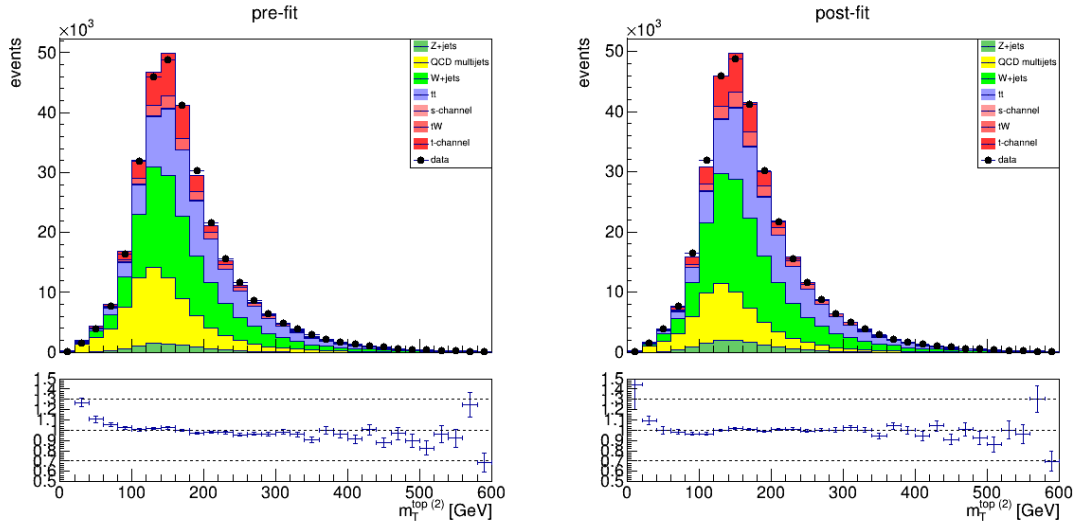 pre-fit
×10³
events
50
40
30
20
10
0
Z+jets
QCD multijets
W+jets
tt
s-channel
tW
t-channel
data
1.5
1.4
1.3
1.2
1.1
1
0.9
0.8
0.7
0.6
0.5
0 100 200 300 400 500 600
m_T^top (2) [GeV]
post-fit
×10³
events
50
40
30
20
10
0
Z+jets
QCD multijets
W+jets
tt
s-channel
tW
t-channel
data
1.5
1.4
1.3
1.2
1.1
1
0.9
0.8
0.7
0.6
0.5
0 100 200 300 400 500 600
m_T^top (2) [GeV]